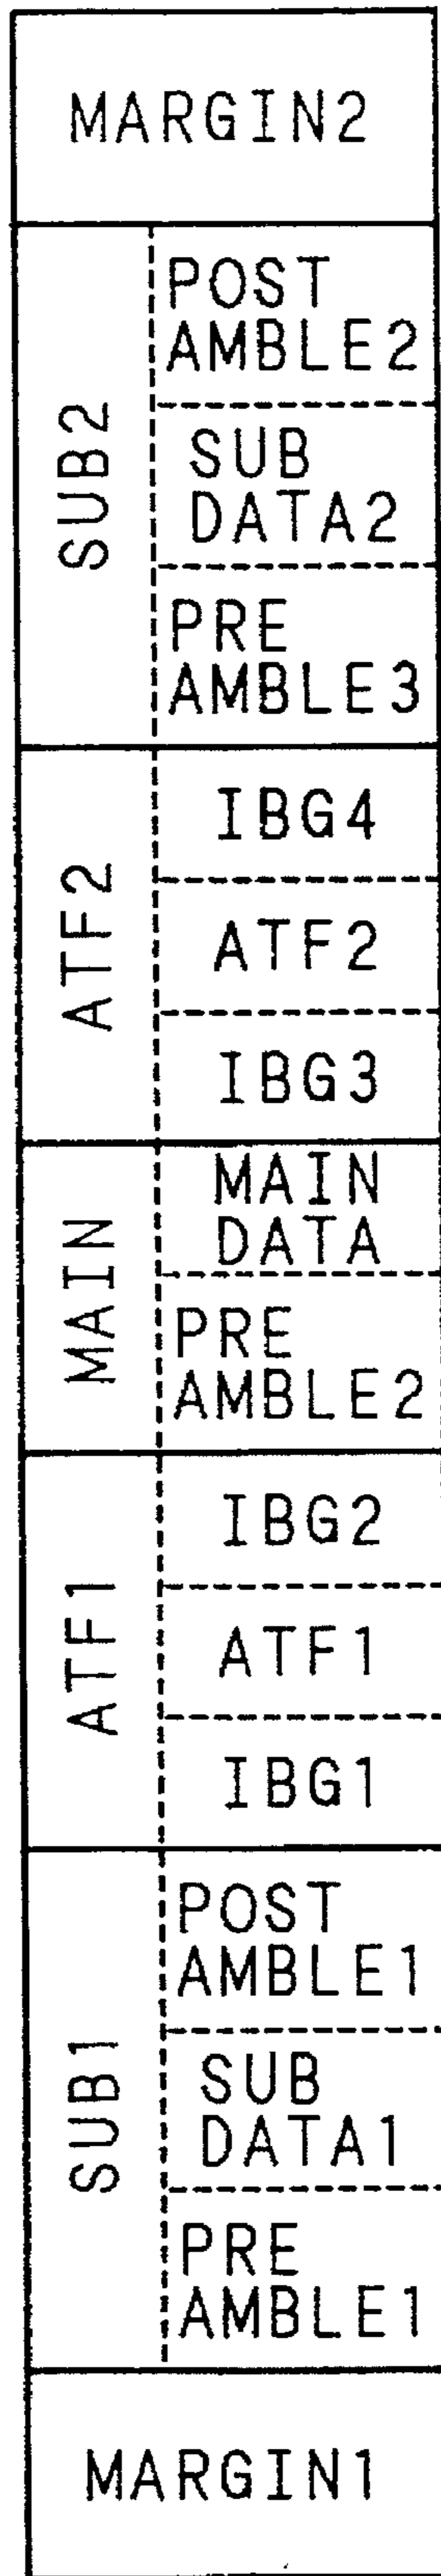 MARGIN2
SUB2
POST
AMBLE2
SUB
DATA2
PRE
AMBLE3
ATF2
IBG4
ATF2
IBG3
MAIN
MAIN
DATA
PRE
AMBLE2
ATF1
IBG2
ATF1
IBG1
SUB1
POST
AMBLE1
SUB
DATA1
PRE
AMBLE1
MARGIN1